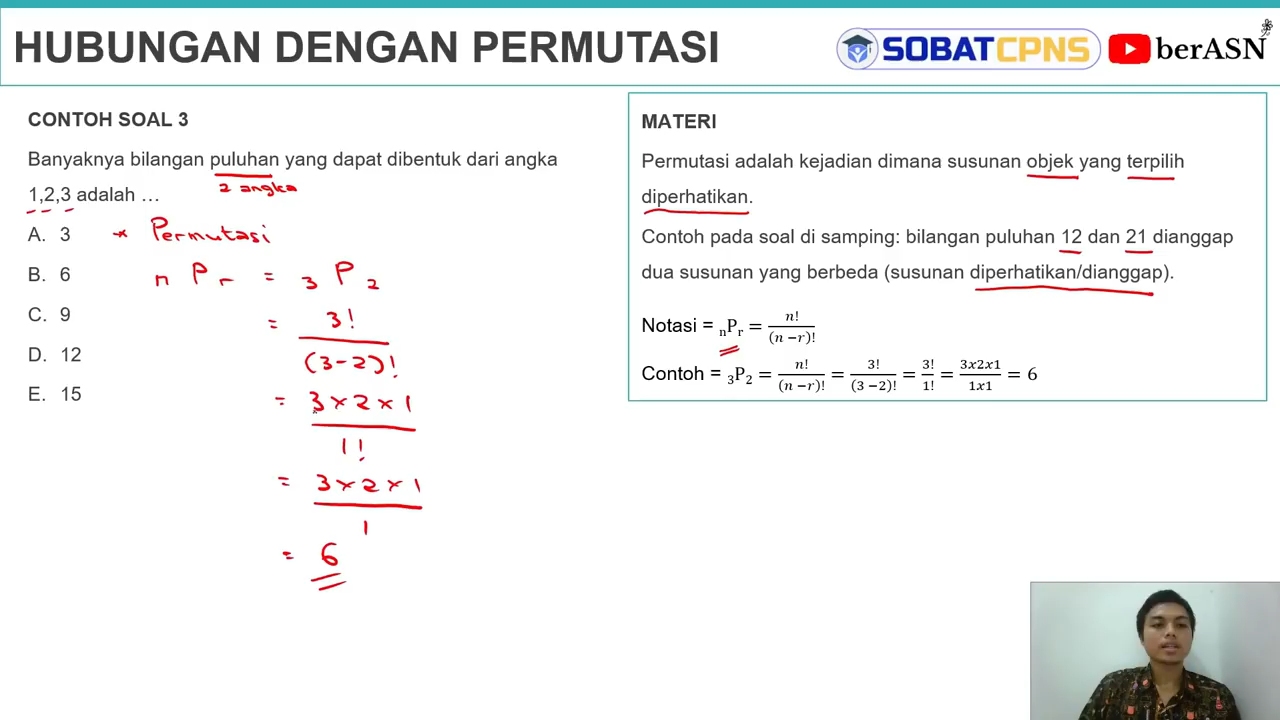 HUBUNGAN DENGAN PERMUTASI
SOBATCPNS
berASN
CONTOH SOAL 3
Banyaknya bilangan puluhan yang dapat dibentuk dari angka
2 angka
1,2,3 adalah ...
A. 3
B. 6
C. 9
D. 12
E. 15
* Permutasi
n P r = 3 P 2
= 3! / (3-2)!
= 3 × 2 × 1 / 1!
= 3 × 2 × 1 / 1
= 6
MATERI
Permutasi adalah kejadian dimana susunan objek yang terpilih
diperhatikan.
Contoh pada soal di samping: bilangan puluhan 12 dan 21 dianggap
dua susunan yang berbeda (susunan diperhatikan/dianggap).
Notasi = nPr = n! / (n −r)!
Contoh = 3P2 = n! / (n −r)! = 3! / (3 −2)! = 3! / 1! = 3x2x1 / 1x1 = 6